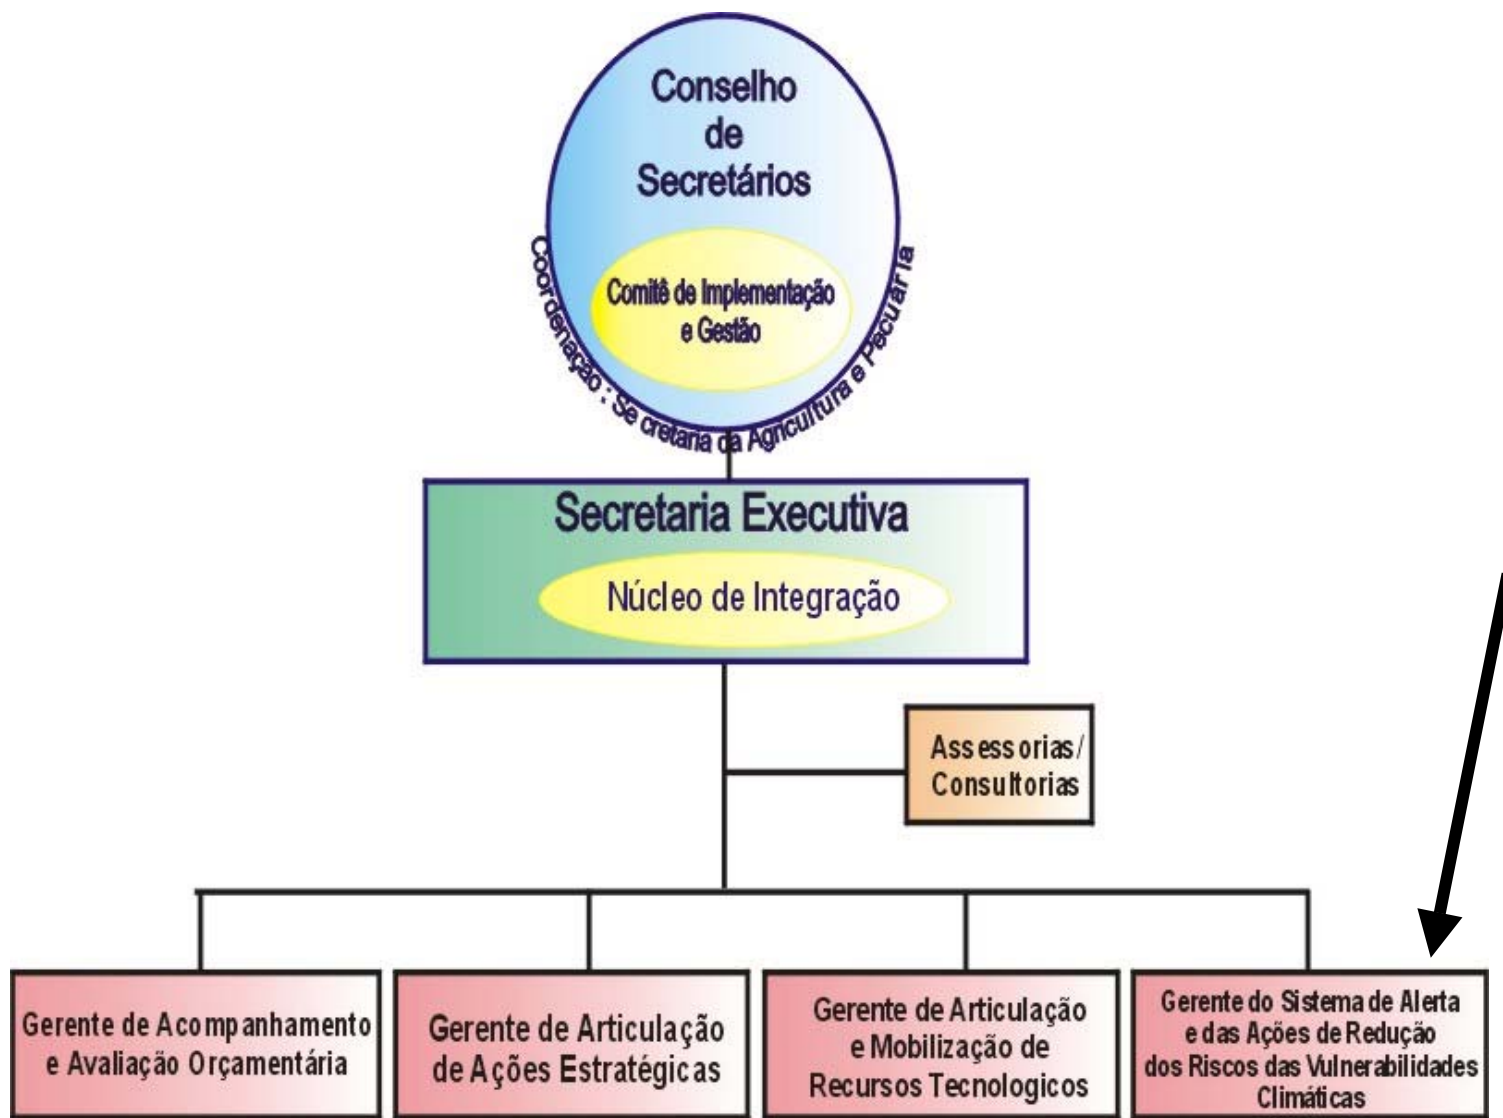 Conselho
de
Secretários
Comitê de Implementação
e Gestão
Coordenação : Se cretaria da Agricultura e Pecuária
Secretaria Executiva
Núcleo de Integração
Assessorias/
Consultorias
Gerente de Acompanhamento
e Avaliação Orçamentária
Gerente de Articulação
de Ações Estratégicas
Gerente de Articulação
e Mobilização de
Recursos Tecnologicos
Gerente do Sistema de Alerta
e das Ações de Redução
dos Riscos das Vulnerabilidades
Climáticas